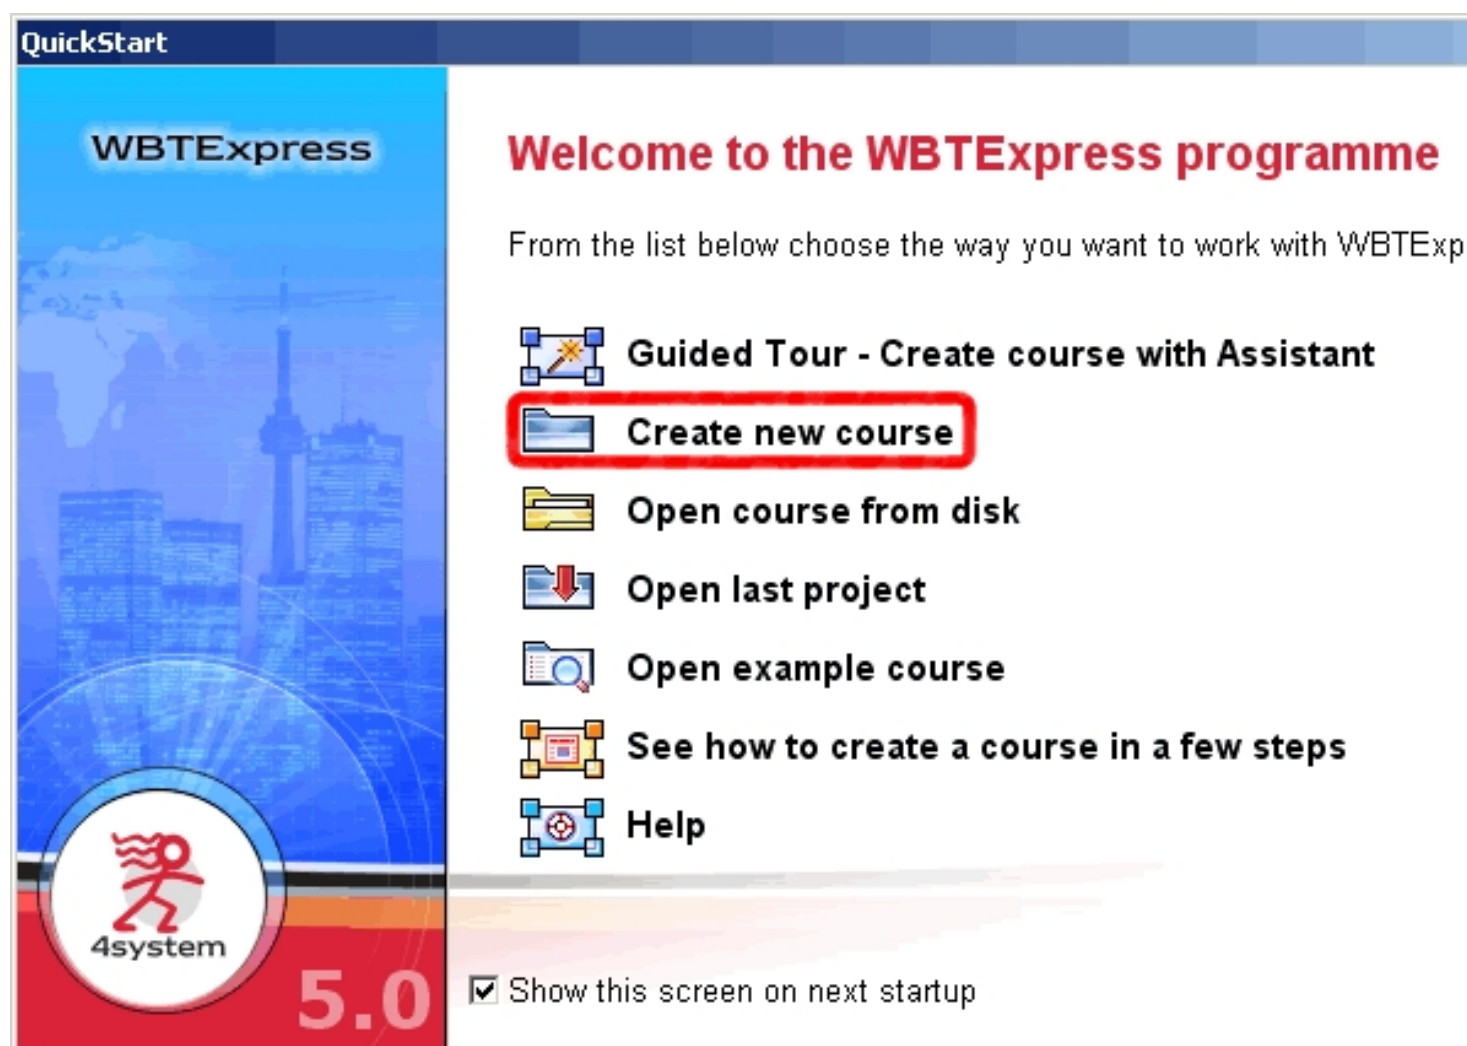 QuickStart
WBTExpress
Welcome to the WBTExpress programme
From the list below choose the way you want to work with WBTExp
Guided Tour - Create course with Assistant
Create new course
Open course from disk
Open last project
Open example course
See how to create a course in a few steps
Help
4system
5.0
Show this screen on next startup